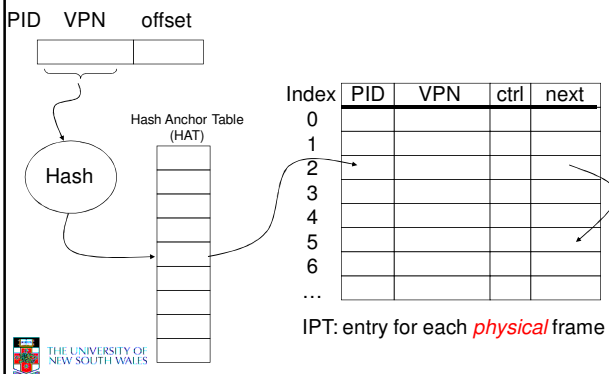 PID VPN offset
Hash Anchor Table
(HAT)
Hash
Index PID VPN ctrl next
0
1
2
3
4
5
6
…
IPT: entry for each physical frame
THE UNIVERSITY OF
NEW SOUTH WALES